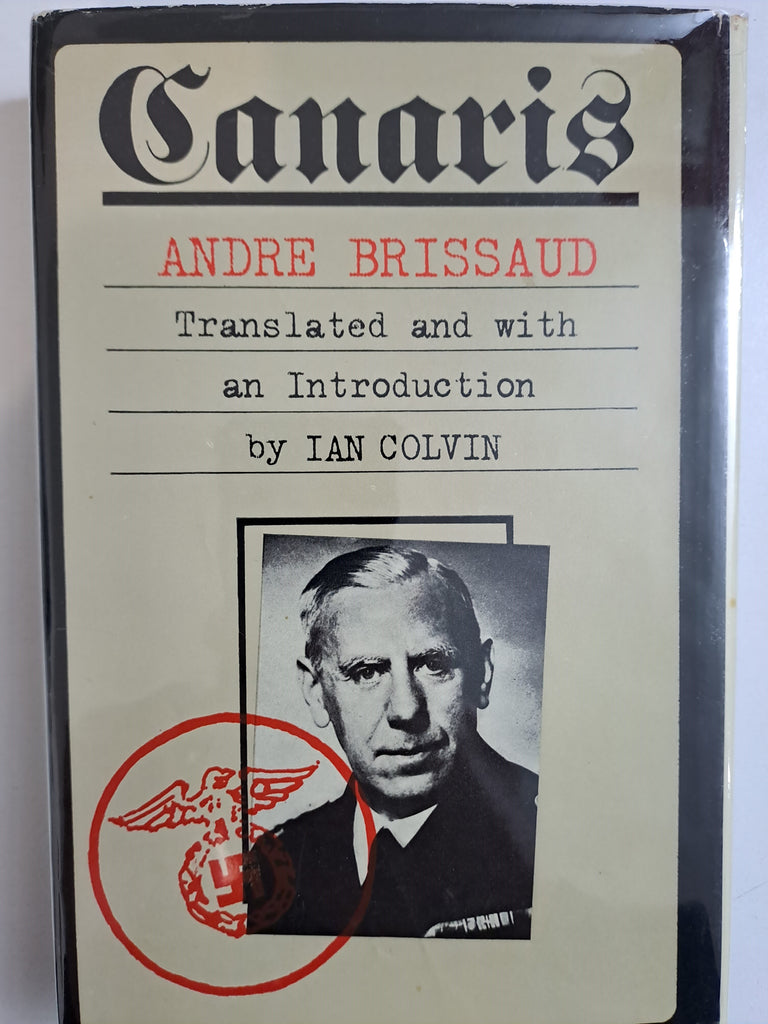 Canaris
ANDRE BRISSAUD
Translated and with
an Introduction
by IAN COLVIN